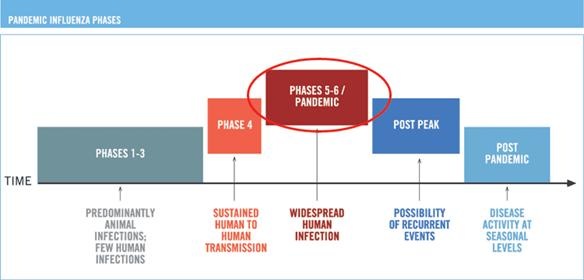 PANDEMIC INFLUENZA PHASES
PHASES 1-3
PHASE 4
PHASES 5-6 /
PANDEMIC
POST PEAK
POST
PANDEMIC
TIME
PREDOMINANTLY
ANIMAL
INFECTIONS;
FEW HUMAN
INFECTIONS
SUSTAINED
HUMAN TO
HUMAN
TRANSMISSION
WIDESPREAD
HUMAN
INFECTION
POSSIBILITY
OF RECURRENT
EVENTS
DISEASE
ACTIVITY AT
SEASONAL
LEVELS